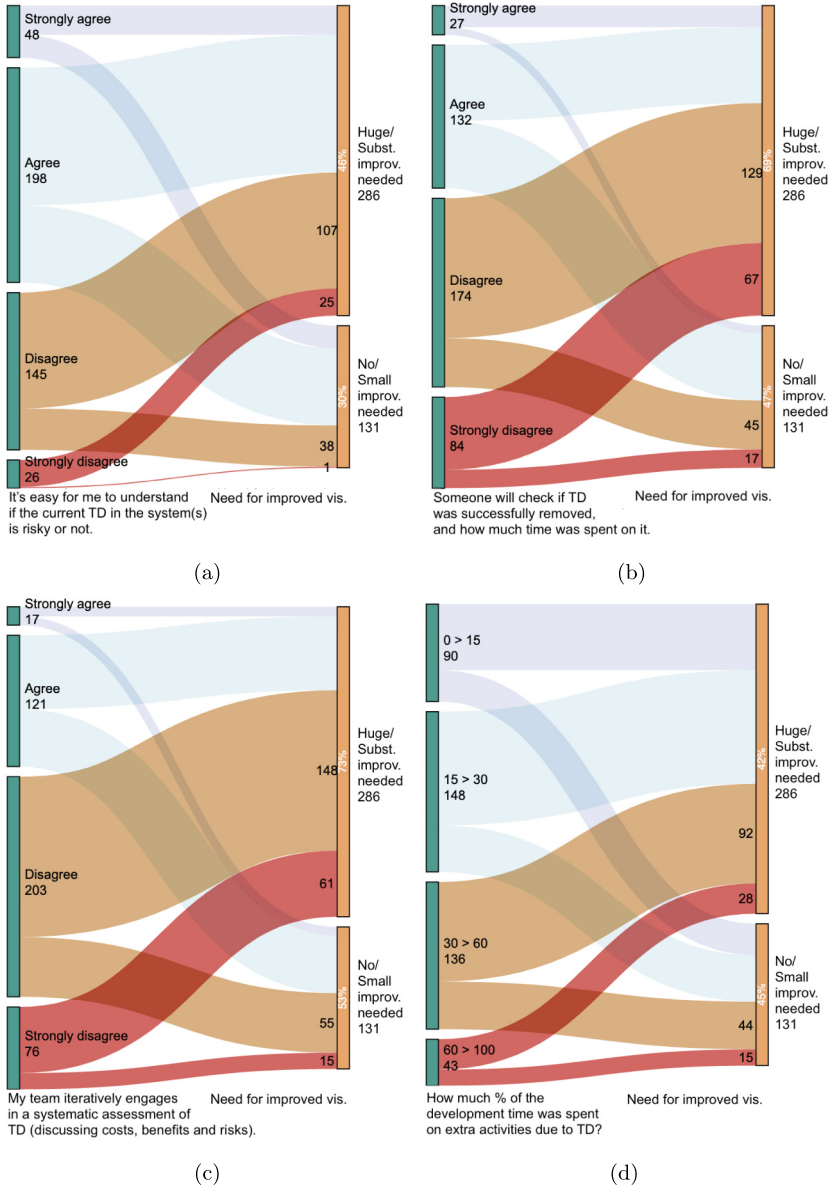 Strongly agree
48
Agree
198
Disagree
145
Strongly disagree
26
46%
107
25
Huge/
Subst.
improv.
needed
286
30%
38
1
No/
Small
improv.
needed
131
It's easy for me to understand
if the current TD in the system(s)
is risky or not.
Need for improved vis.
(a)
Strongly agree
27
Agree
132
Disagree
174
Strongly disagree
84
69%
129
67
Huge/
Subst.
improv.
needed
286
47%
45
17
No/
Small
improv.
needed
131
Someone will check if TD
was successfully removed,
and how much time was spent on it.
Need for improved vis.
(b)
Strongly agree
17
Agree
121
Disagree
203
Strongly disagree
76
73%
148
61
Huge/
Subst.
improv.
needed
286
53%
55
15
No/
Small
improv.
needed
131
My team iteratively engages
in a systematic assessment of
TD (discussing costs, benefits and risks).
Need for improved vis.
(c)
0 > 15
90
15 > 30
148
30 > 60
136
60 > 100
43
42%
92
28
Huge/
Subst.
improv.
needed
286
45%
44
15
No/
Small
improv.
needed
131
How much % of the
development time was spent
on extra activities due to TD?
Need for improved vis.
(d)